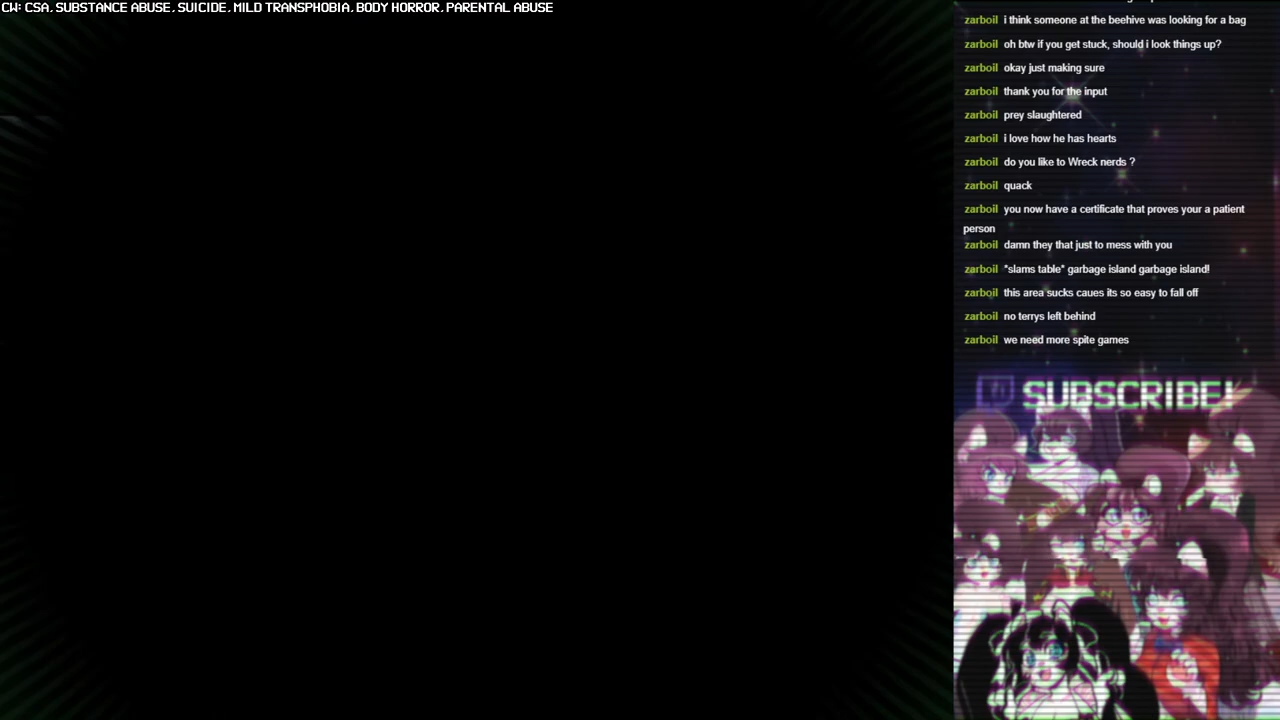 CW: CSA, SUBSTANCE ABUSE, SUICIDE, MILD TRANSPHOBIA, BODY HORROR, PARENTAL ABUSE
zarboil i think someone at the beehive was looking for a bag
zarboil oh btw if you get stuck, should i look things up?
zarboil okay just making sure
zarboil thank you for the input
zarboil prey slaughtered
zarboil i love how he has hearts
zarboil do you like to Wreck nerds ?
zarboil quack
zarboil you now have a certificate that proves your a patient
person
zarboil damn they that just to mess with you
zarboil *slams table* garbage island garbage island!
zarboil this area sucks caues its so easy to fall off
zarboil no terrys left behind
zarboil we need more spite games
SUBSCRIBE!